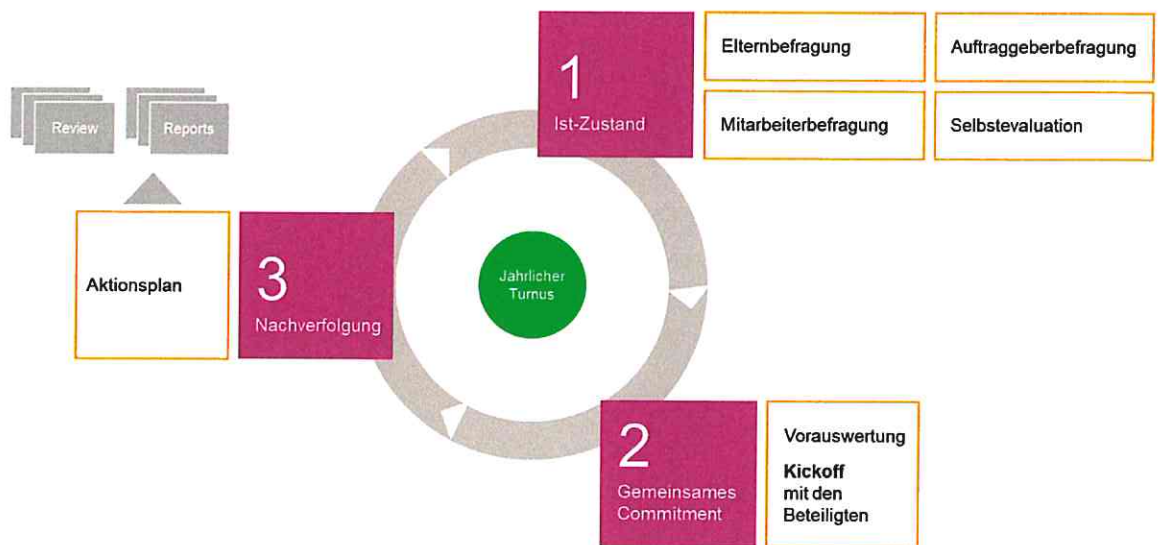 1
Ist-Zustand
Elternbefragung
Auftraggeberbefragung
Mitarbeiterbefragung
Selbstevaluation
Review
Reports
Aktionsplan
3
Nachverfolgung
Jährlicher
Turnus
2
Gemeinsames
Commitment
Vorauswertung
Kickoff
mit den
Beteiligten